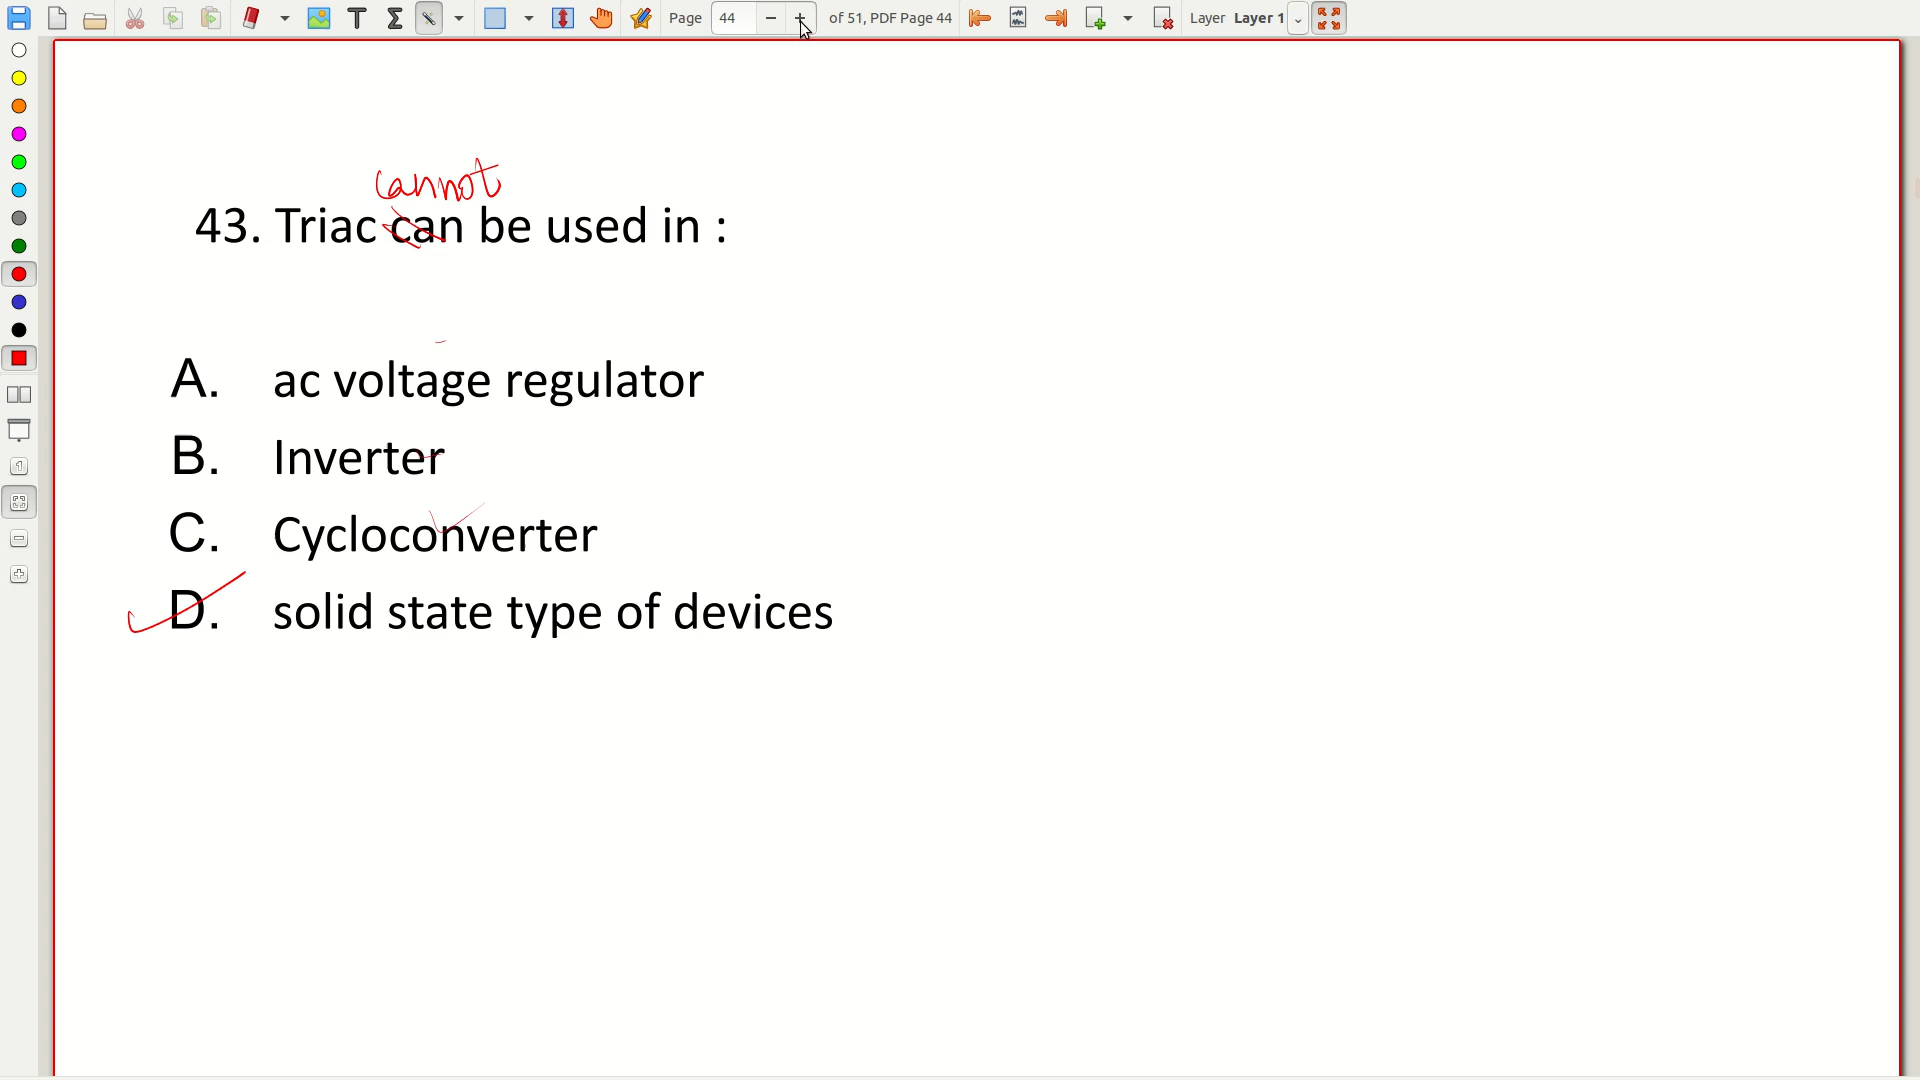 Page 44 of 51, PDF Page 44 Layer Layer 1
cannot
43. Triac can be used in :
A. ac voltage regulator
B. Inverter
C. Cycloconverter
D. solid state type of devices